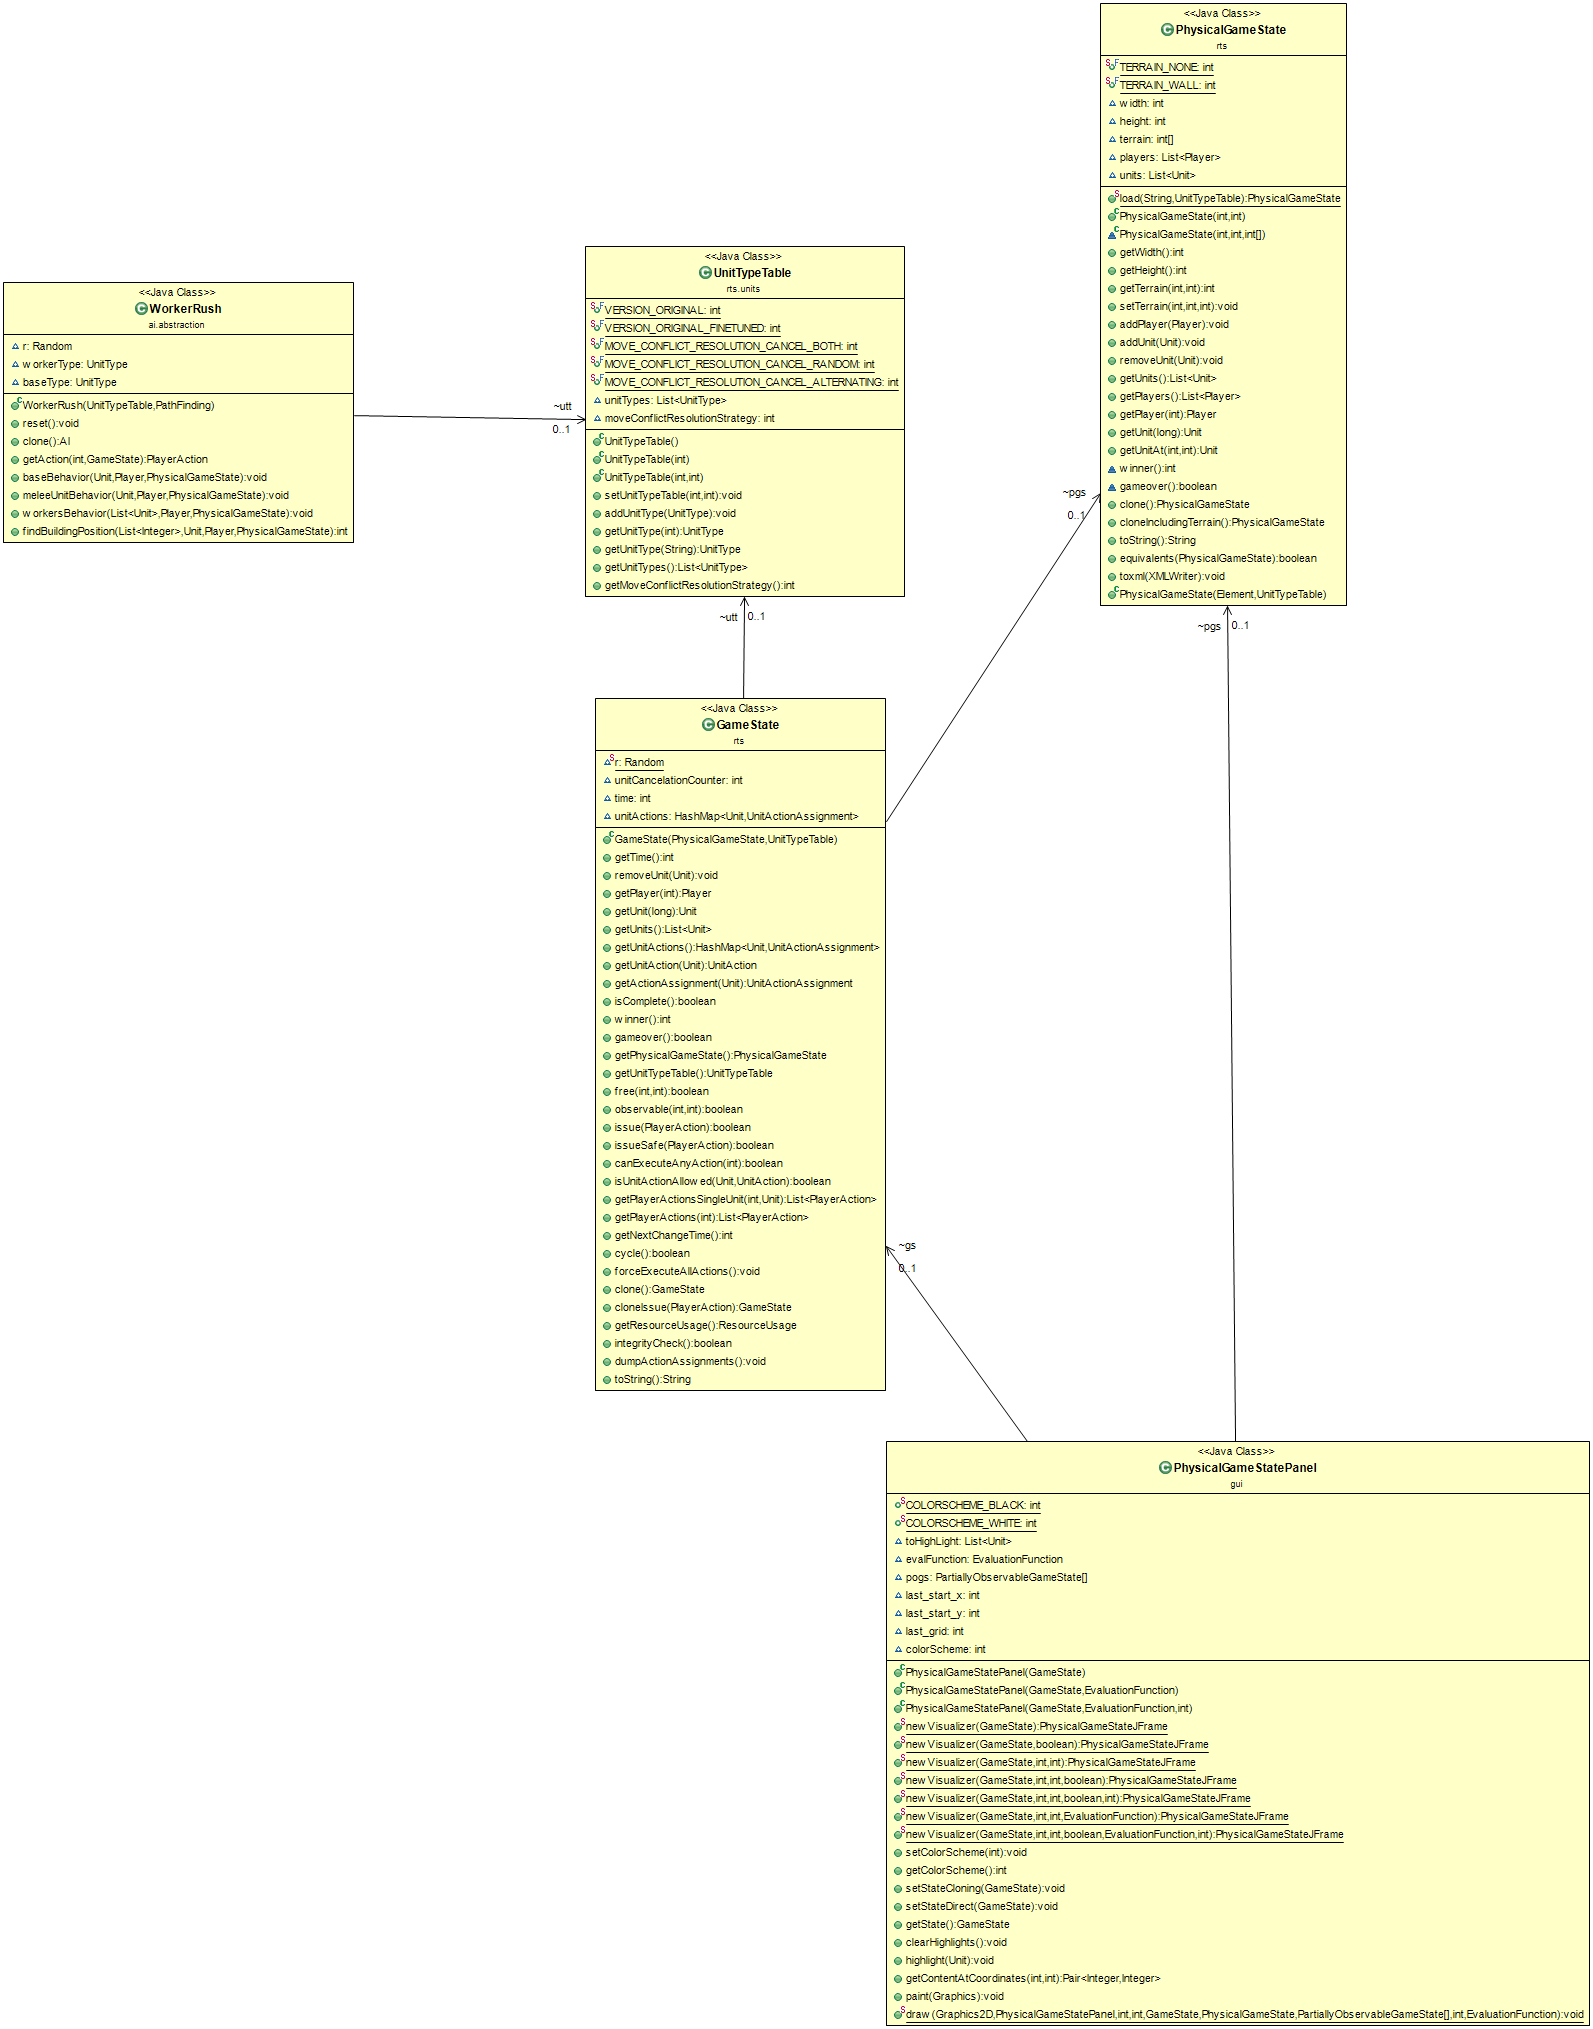 <<Java Class>>
PhysicalGameState
rts
TERRAIN_NONE: int
TERRAIN_WALL: int
width: int
height: int
terrain: int[]
players: List<Player>
units: List<Unit>
load(String,UnitTypeTable):PhysicalGameState
PhysicalGameState(int,int)
PhysicalGameState(int,int,int[])
getWidth():int
getHeight():int
getTerrain(int,int):int
setTerrain(int,int,int):void
addPlayer(Player):void
addUnit(Unit):void
removeUnit(Unit):void
getUnits():List<Unit>
getPlayers():List<Player>
getPlayer(int):Player
getUnit(long):Unit
getUnitAt(int,int):Unit
winner():int
gameover():boolean
clone():PhysicalGameState
cloneIncludingTerrain():PhysicalGameState
toString():String
equivalents(PhysicalGameState):boolean
toxml(XMLWriter):void
PhysicalGameState(Element,UnitTypeTable)
<<Java Class>>
UnitTypeTable
rts.units
VERSION_ORIGINAL: int
VERSION_ORIGINAL_FINETUNED: int
MOVE_CONFLICT_RESOLUTION_CANCEL_BOTH: int
MOVE_CONFLICT_RESOLUTION_CANCEL_RANDOM: int
MOVE_CONFLICT_RESOLUTION_CANCEL_ALTERNATING: int
unitTypes: List<UnitType>
moveConflictResolutionStrategy: int
UnitTypeTable()
UnitTypeTable(int)
UnitTypeTable(int,int)
setUnitTypeTable(int,int):void
addUnitType(UnitType):void
getUnitType(int):UnitType
getUnitType(String):UnitType
getUnitTypes():List<UnitType>
getMoveConflictResolutionStrategy():int
<<Java Class>>
WorkerRush
ai.abstraction
r: Random
workerType: UnitType
baseType: UnitType
WorkerRush(UnitTypeTable,PathFinding)
reset():void
clone():AI
getAction(int,GameState):PlayerAction
baseBehavior(Unit,Player,PhysicalGameState):void
meleeUnitBehavior(Unit,Player,PhysicalGameState):void
workersBehavior(List<Unit>,Player,PhysicalGameState):void
findBuildingPosition(List<Integer>,Unit,Player,PhysicalGameState):int
~utt
0..1
~pgs
0..1
~utt 0..1
~pgs 0..1
<<Java Class>>
GameState
rts
r: Random
unitCancelationCounter: int
time: int
unitActions: HashMap<Unit,UnitActionAssignment>
GameState(PhysicalGameState,UnitTypeTable)
getTime():int
removeUnit(Unit):void
getPlayer(int):Player
getUnit(long):Unit
getUnits():List<Unit>
getUnitActions():HashMap<Unit,UnitActionAssignment>
getUnitAction(Unit):UnitAction
getActionAssignment(Unit):UnitActionAssignment
isComplete():boolean
winner():int
gameover():boolean
getPhysicalGameState():PhysicalGameState
getUnitTypeTable():UnitTypeTable
free(int,int):boolean
observable(int,int):boolean
issue(PlayerAction):boolean
issueSafe(PlayerAction):boolean
canExecuteAnyAction(int):boolean
isUnitActionAllowed(Unit,UnitAction):boolean
getPlayerActionsSingleUnit(int,Unit):List<PlayerAction>
getPlayerActions(int):List<PlayerAction>
getNextChangeTime():int
cycle():boolean
forceExecuteAllActions():void
clone():GameState
cloneIssue(PlayerAction):GameState
getResourceUsage():ResourceUsage
integrityCheck():boolean
dumpActionAssignments():void
toString():String
~gs
0..1
<<Java Class>>
PhysicalGameStatePanel
gui
COLORSCHEME_BLACK: int
COLORSCHEME_WHITE: int
toHighLight: List<Unit>
evalFunction: EvaluationFunction
pogs: PartiallyObservableGameState[]
last_start_x: int
last_start_y: int
last_grid: int
colorScheme: int
PhysicalGameStatePanel(GameState)
PhysicalGameStatePanel(GameState,EvaluationFunction)
PhysicalGameStatePanel(GameState,EvaluationFunction,int)
newVisualizer(GameState):PhysicalGameStateJFrame
newVisualizer(GameState,boolean):PhysicalGameStateJFrame
newVisualizer(GameState,int,int):PhysicalGameStateJFrame
newVisualizer(GameState,int,int,boolean):PhysicalGameStateJFrame
newVisualizer(GameState,int,int,boolean,int):PhysicalGameStateJFrame
newVisualizer(GameState,int,int,EvaluationFunction):PhysicalGameStateJFrame
newVisualizer(GameState,int,int,boolean,EvaluationFunction,int):PhysicalGameStateJFrame
setColorScheme(int):void
getColorScheme():int
setStateCloning(GameState):void
setStateDirect(GameState):void
getState():GameState
clearHighlights():void
highlight(Unit):void
getContentAtCoordinates(int,int):Pair<Integer,Integer>
paint(Graphics):void
draw(Graphics2D,PhysicalGameStatePanel,int,int,GameState,PhysicalGameState,PartiallyObservableGameState[],int,EvaluationFunction):void